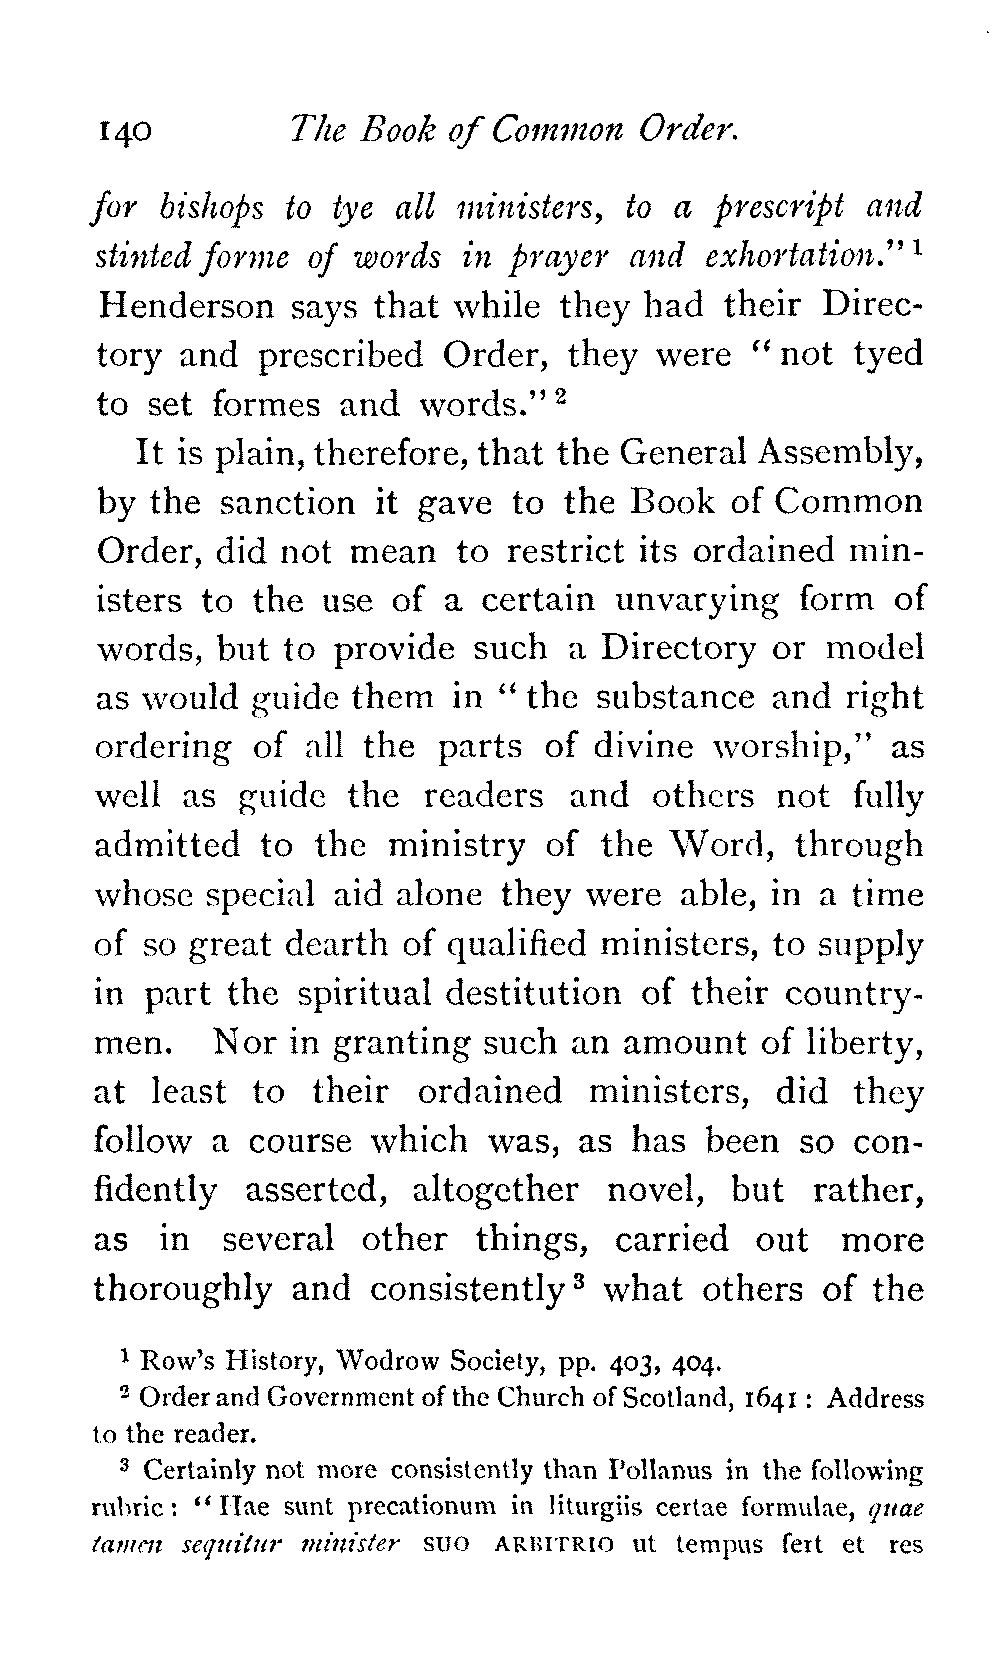 140 The Book of Common Order.
for bishops to tye all ministers, to a prescript and
stinted forme of words in prayer and exhortation." 1
Henderson says that while they had their Direc-
tory and prescribed Order, they were "not tyed
to set formes and words." 2
It is plain, therefore, that the General Assembly,
by the sanction it gave to the Book of Common
Order, did not mean to restrict its ordained min-
isters to the use of a certain unvarying form of
words, but to provide such a Directory or model
as would guide them in "the substance and right
ordering of all the parts of divine worship," as
well as guide the readers and others not fully
admitted to the ministry of the Word, through
whose special aid alone they were able, in a time
of so great dearth of qualified ministers, to supply
in part the spiritual destitution of their country-
men. Nor in granting such an amount of liberty,
at least to their ordained ministers, did they
follow a course which was, as has been so con-
fidently asserted, altogether novel, but rather,
as in several other things, carried out more
thoroughly and consistently 3 what others of the
1 Row's History, Wodrow Society, pp. 403, 404.
2 Order and Government of the Church of Scotland, 1641 : Address
to the reader.
3 Certainly not more consistently than Pollanus in the following
rubric : "Hae sunt precationum in liturgiis certae formulae, quae
tamen sequitur minister SUO ARBITRIO ut tempus fert et res